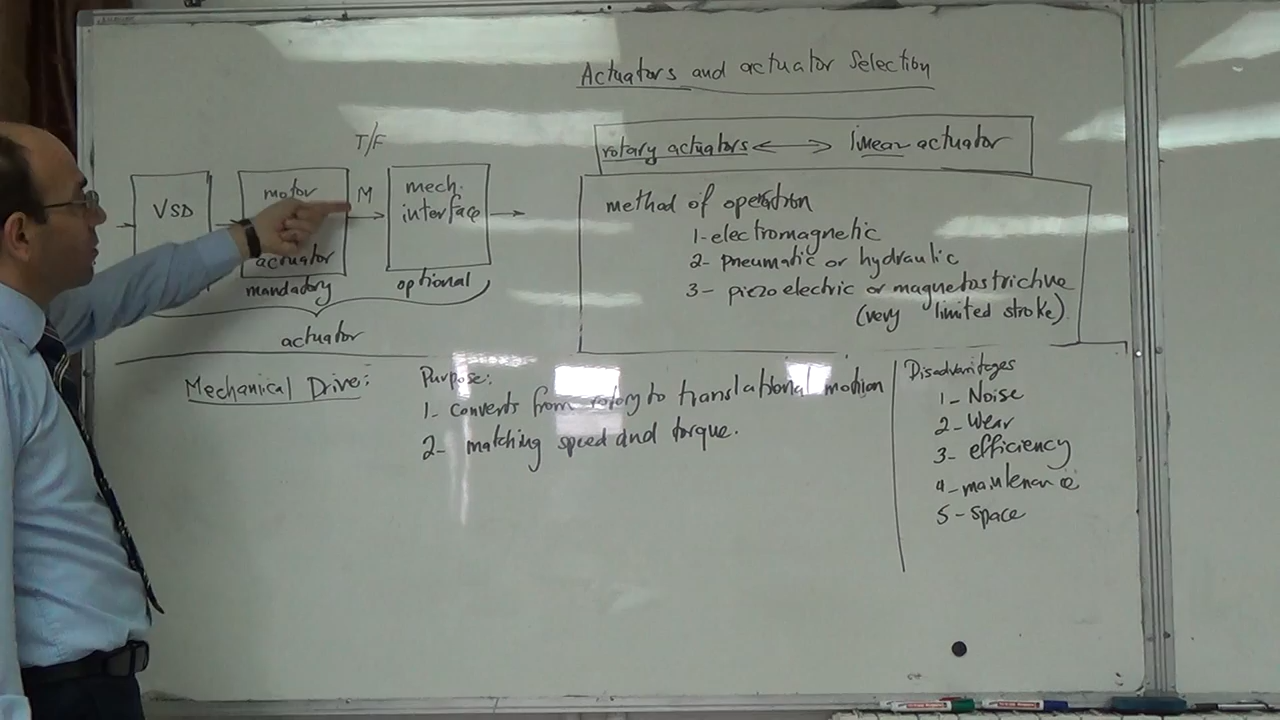 Actuators and actuator Selection
T/F
VSD
motor
actuator
mandadory
M
mech.
interface
optional
actuator
rotary actuators ⟷ linear actuator
method of operation
1- electromagnetic
2- pneumatic or hydraulic
3- piezoelectric or magnetostrictive
(very limited stroke)
Mechanical Drive:
Purpose:
1- converts from rotory to translational motion
2- matching speed and torque.
Disadvantages
1- Noise
2- Wear
3- efficiency
4- maintenance
5- space